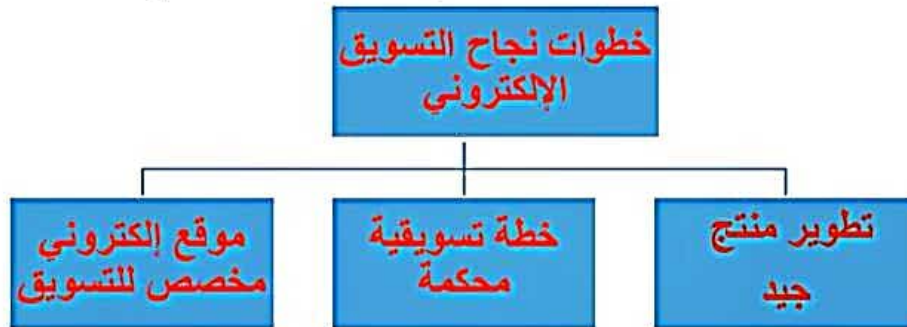 خطوات نجاح التسويق
الإلكتروني
تطوير منتج
جيد
خطة تسويقية
محكمة
موقع إلكتروني
مخصص للتسويق